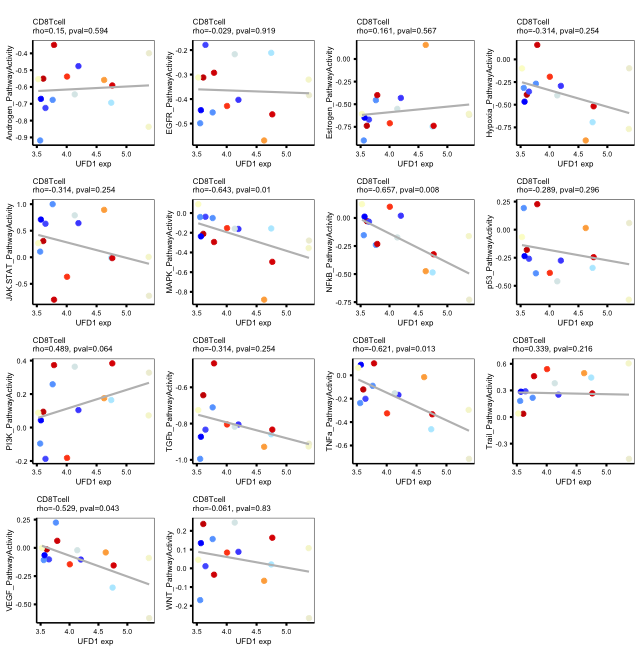 CD8Tcell
rho=0.15, pval=0.594
Androgen_PathwayActivity
-0.4
-0.5
-0.6
-0.7
-0.8
-0.9
3.5 4.0 4.5 5.0
UFD1 exp
CD8Tcell
rho=-0.029, pval=0.919
EGFR_PathwayActivity
-0.2
-0.4
-0.6
3.5 4.0 4.5 5.0
UFD1 exp
CD8Tcell
rho=0.161, pval=0.567
Estrogen_PathwayActivity
0.00
-0.25
-0.50
-0.75
3.5 4.0 4.5 5.0
UFD1 exp
CD8Tcell
rho=-0.314, pval=0.254
Hypoxia_PathwayActivity
0.00
-0.25
-0.50
-0.75
3.5 4.0 4.5 5.0
UFD1 exp
CD8Tcell
rho=-0.314, pval=0.254
JAK-STAT_PathwayActivity
1.0
0.5
0.0
-0.5
3.5 4.0 4.5 5.0
UFD1 exp
CD8Tcell
rho=-0.643, pval=0.01
MAPK_PathwayActivity
0.0
-0.2
-0.4
-0.6
-0.8
3.5 4.0 4.5 5.0
UFD1 exp
CD8Tcell
rho=-0.657, pval=0.008
NFkB_PathwayActivity
0.00
-0.25
-0.50
-0.75
3.5 4.0 4.5 5.0
UFD1 exp
CD8Tcell
rho=-0.289, pval=0.296
p53_PathwayActivity
0.25
0.00
-0.25
-0.50
3.5 4.0 4.5 5.0
UFD1 exp
CD8Tcell
rho=0.489, pval=0.064
PI3K_PathwayActivity
0.4
0.2
0.0
-0.2
3.5 4.0 4.5 5.0
UFD1 exp
CD8Tcell
rho=-0.314, pval=0.254
TGFb_PathwayActivity
-0.6
-0.8
-1.0
3.5 4.0 4.5 5.0
UFD1 exp
CD8Tcell
rho=-0.621, pval=0.013
TNFa_PathwayActivity
0.0
-0.2
-0.4
-0.6
3.5 4.0 4.5 5.0
UFD1 exp
CD8Tcell
rho=0.339, pval=0.216
Trail_PathwayActivity
0.6
0.3
0.0
-0.3
3.5 4.0 4.5 5.0
UFD1 exp
CD8Tcell
rho=-0.529, pval=0.043
VEGF_PathwayActivity
0.25
0.00
-0.25
-0.50
3.5 4.0 4.5 5.0
UFD1 exp
CD8Tcell
rho=-0.061, pval=0.83
WNT_PathwayActivity
0.2
0.1
0.0
-0.1
-0.2
3.5 4.0 4.5 5.0
UFD1 exp